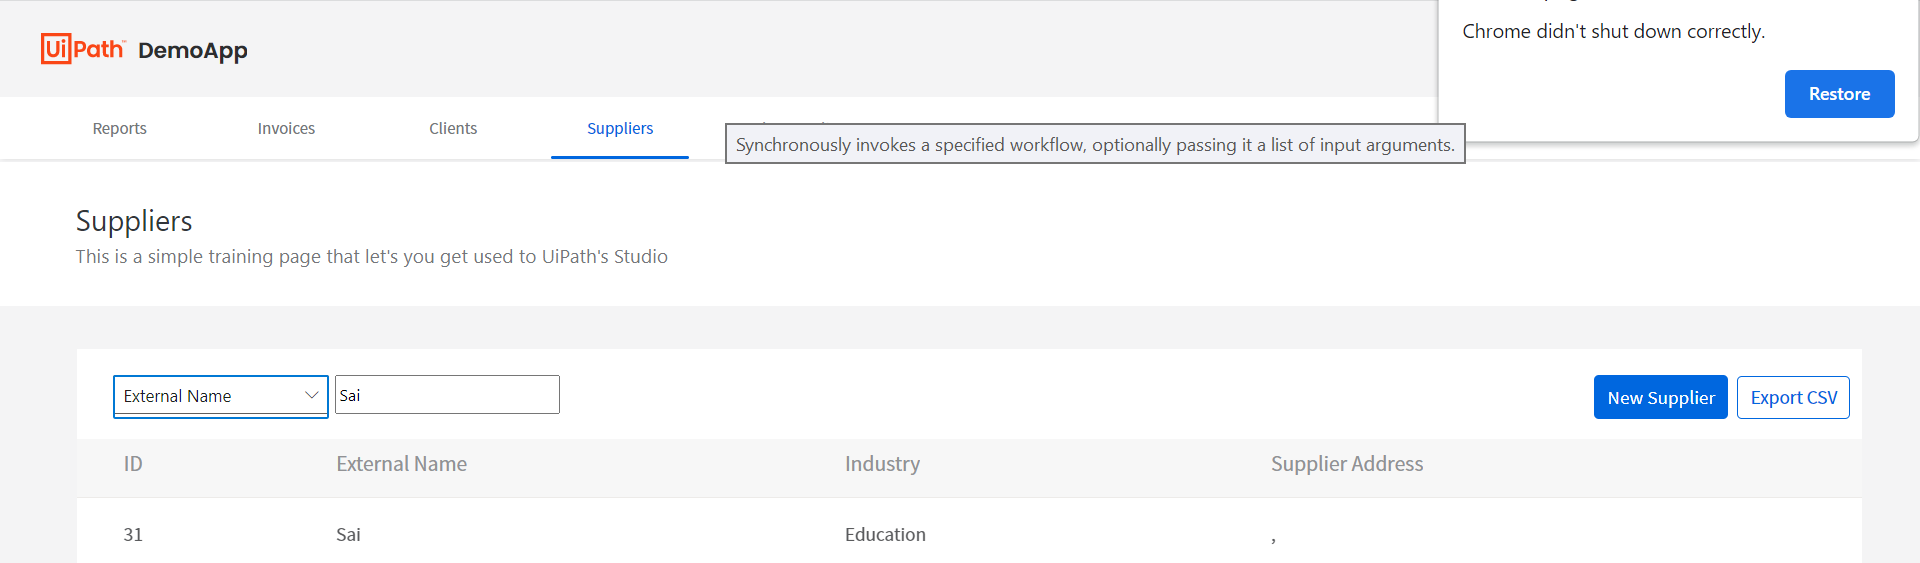 Chrome didn't shut down correctly.
UiPath™ DemoApp
Restore
Reports Invoices Clients Suppliers
Synchronously invokes a specified workflow, optionally passing it a list of input arguments.
Suppliers
This is a simple training page that let's you get used to UiPath's Studio
External Name Sai New Supplier Export CSV
ID External Name Industry Supplier Address
31 Sai Education ,